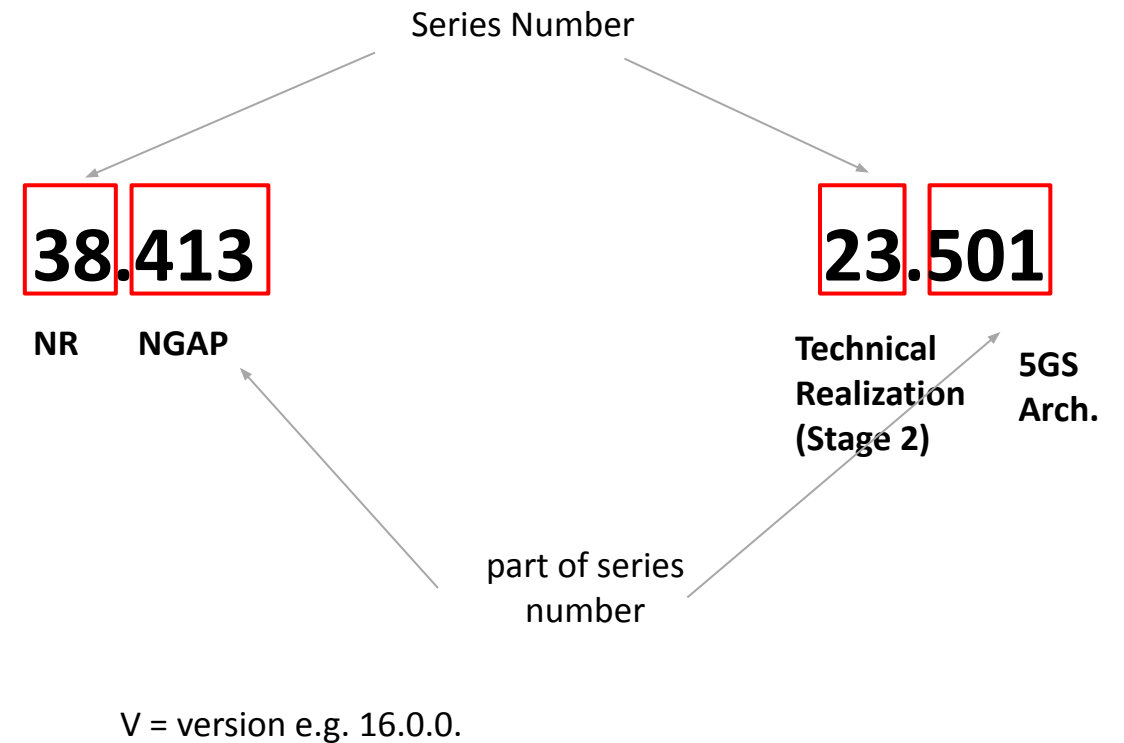 Series Number
38.413
23.501
NR
NGAP
Technical
Realization
(Stage 2)
5GS
Arch.
part of series
number
V = version e.g. 16.0.0.